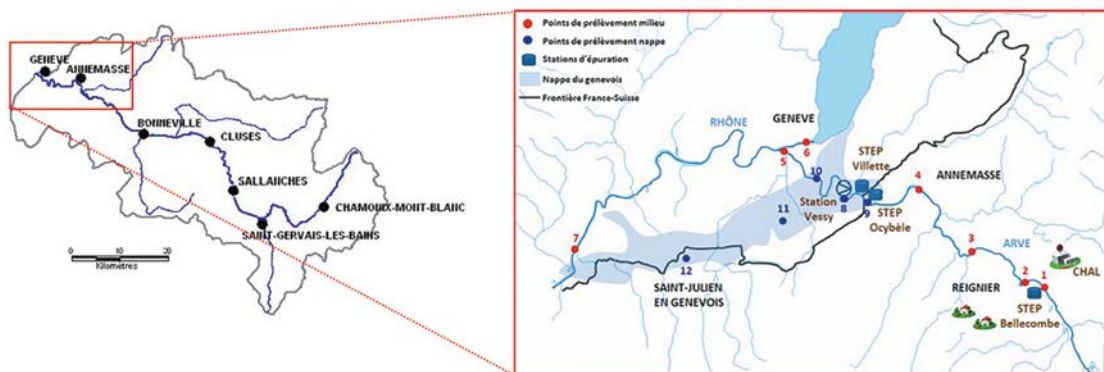 GENEVE
ANNEMASSE
BONNEVILLE
CLUSES
SALLANCHES
CHAMOUIX-MONT-BLANC
SAINT-GERVAIS-LES-BAINS
0 10 20
Kilomètres
Points de prélèvement milieu
Points de prélèvement nappe
Stations d'épuration
Nappe du genevois
Frontière France-Suisse
RHÔNE
GENEVE
6
5
STEP
Villette
10
4
ANNEMASSE
Station
Vessy
8
9
STEP
Ocybèle
11
7
12
SAINT-JULIEN
EN GENEVOIS
3
ARVE
CHAL
REIGNIER
2
1
STEP
Bellecombe